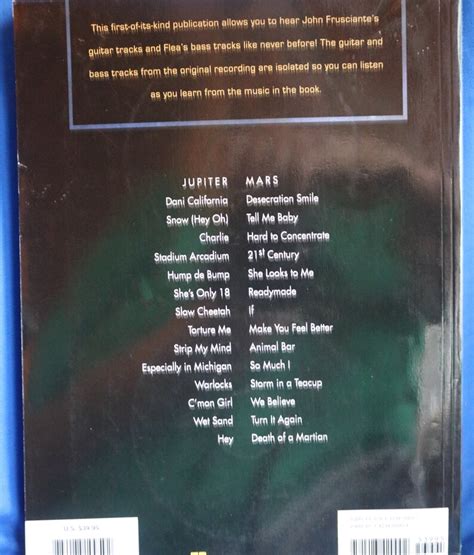 This first-of-its-kind publication allows you to hear John Frusciante's
guitar tracks and Flea's bass tracks like never before! The guitar and
bass tracks from the original recording are isolated so you can listen
as you learn from the music in the book.
JUPITER MARS
Dani California Desecration Smile
Snow (Hey Oh) Tell Me Baby
Charlie Hard to Concentrate
Stadium Arcadium 21st Century
Hump de Bump She Looks to Me
She's Only 18 Readymade
Slow Cheetah If
Torture Me Make You Feel Better
Strip My Mind Animal Bar
Especially in Michigan So Much I
Warlocks Storm in a Teacup
C'mon Girl We Believe
Wet Sand Turn It Again
Hey Death of a Martian
U.S. $39.95